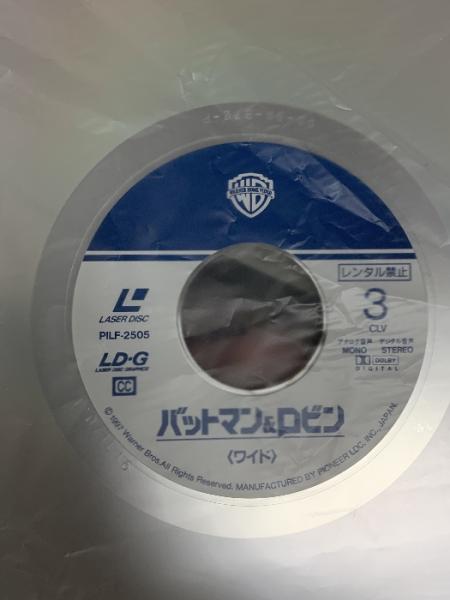 WARNER HOME VIDEO
WB
レンタル禁止
LASER DISC
PILF-2505
3
CLV
アナログ音声 デジタル音声
MONO STEREO
DOLBY
DIGITAL
LD·G
LASER DISC GRAPHICS
CC
バットマン&ロビン
〈ワイド〉
©1997 Warner Bros. All Rights Reserved. MANUFACTURED BY PIONEER LDC, INC., JAPAN.